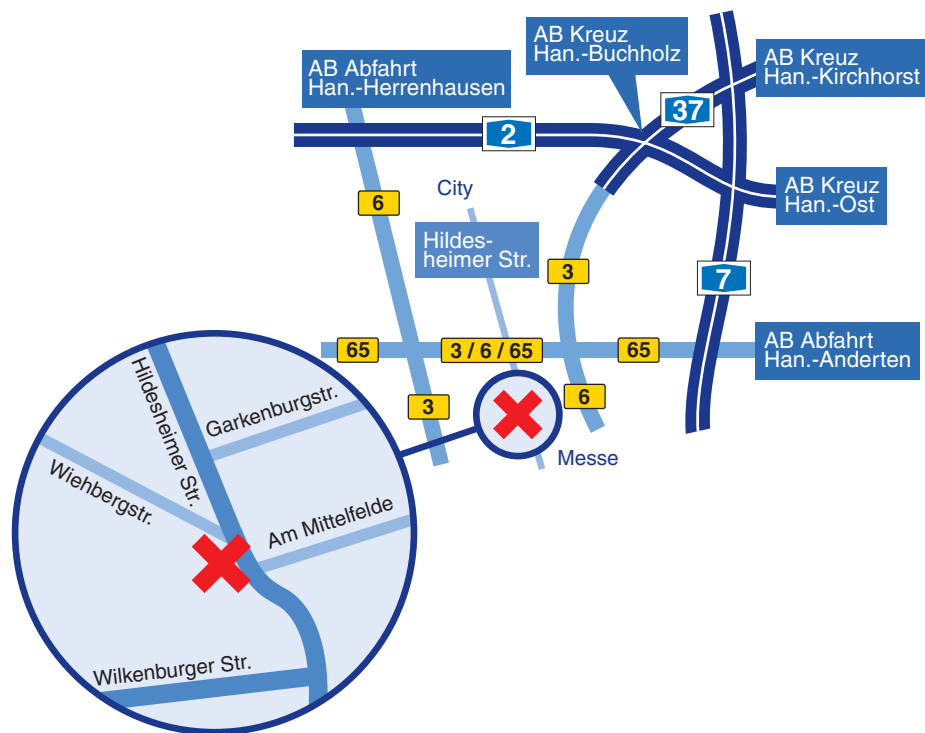 AB Kreuz
Han.-Buchholz
AB Abfahrt
Han.-Herrenhausen
AB Kreuz
Han.-Kirchhorst
37
2
City
6
AB Kreuz
Han.-Ost
Hildes-
heimer Str.
3
7
65
3 / 6 / 65
65
AB Abfahrt
Han.-Anderten
3
6
Messe
Hildesheimer Str.
Garkenburgstr.
Wiehbergstr.
Am Mittelfelde
Wilkenburger Str.